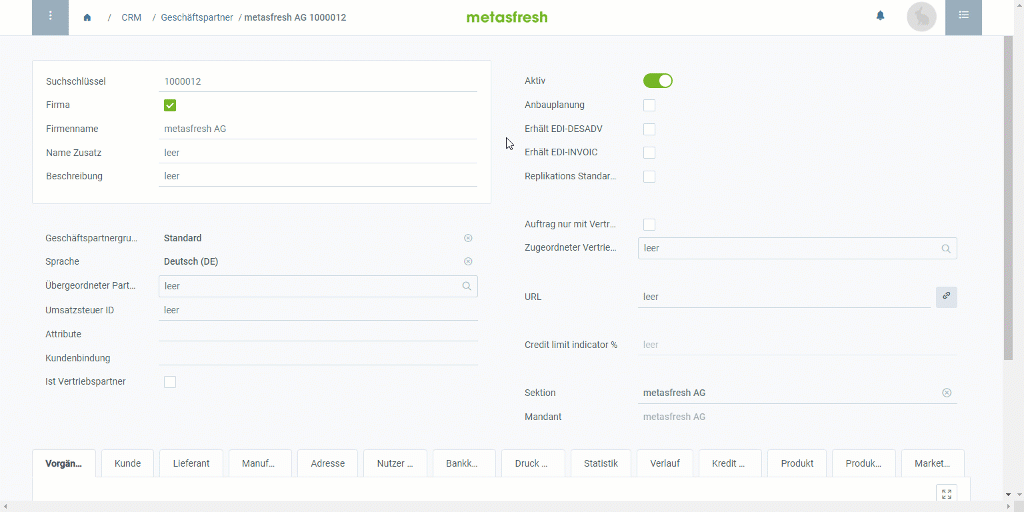 / CRM / Geschäftspartner / metasfresh AG 1000012
metasfresh
Suchschlüssel 1000012
Firma
Firmenname metasfresh AG
Name Zusatz leer
Beschreibung leer
Geschäftspartnergru... Standard
Sprache Deutsch (DE)
Übergeordneter Part... leer
Umsatzsteuer ID leer
Attribute
Kundenbindung
Ist Vertriebspartner
Aktiv
Anbauplanung
Erhält EDI-DESADV
Erhält EDI-INVOIC
Replikations Standar...
Auftrag nur mit Vertr...
Zugeordneter Vertrie... leer
URL leer
Credit limit indicator % leer
Sektion metasfresh AG
Mandant metasfresh AG
Vorgän... Kunde Lieferant Manuf... Adresse Nutzer ... Bankk... Druck ... Statistik Verlauf Kredit ... Produkt Produk... Market...